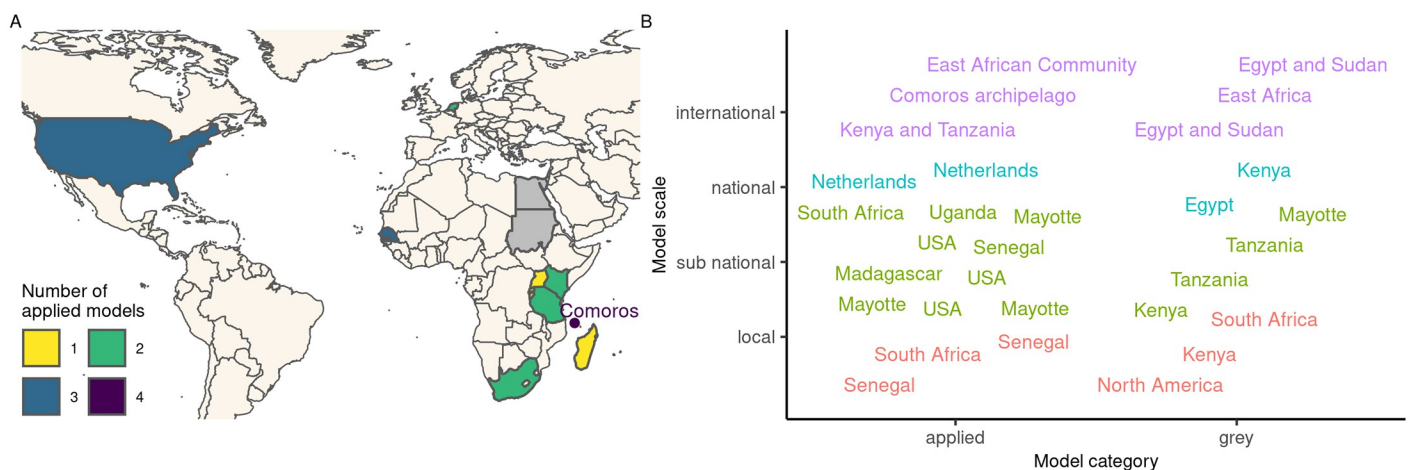 A
Comoros
Number of
applied models
1
2
3
4
B
Model scale
international
national
sub national
local
East African Community
Egypt and Sudan
Comoros archipelago
East Africa
Kenya and Tanzania
Egypt and Sudan
Netherlands
Netherlands
Kenya
South Africa
Uganda
Mayotte
Egypt
Mayotte
USA
Senegal
Tanzania
Madagascar
USA
Tanzania
Mayotte
USA
Mayotte
Kenya
South Africa
Senegal
South Africa
Kenya
Senegal
North America
applied
grey
Model category